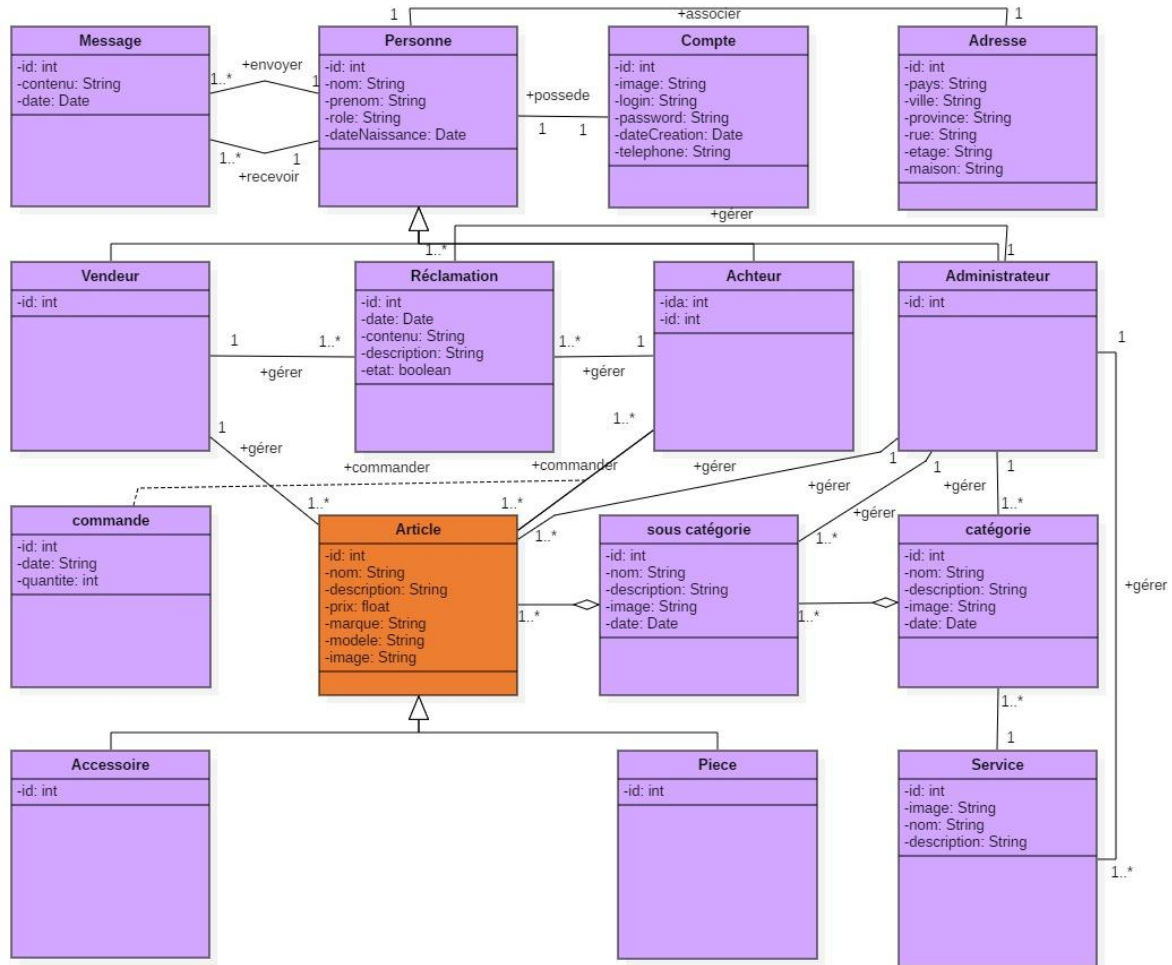 +associer
1
1
Message
-id: int
-contenu: String
-date: Date
1..*
+envoyer
1
1..*
+recevoir
1
Personne
-id: int
-nom: String
-prenom: String
-role: String
-dateNaissance: Date
+possede
1
1
Compte
-id: int
-image: String
-login: String
-password: String
-dateCreation: Date
-telephone: String
Adresse
-id: int
-pays: String
-ville: String
-province: String
-rue: String
-etage: String
-maison: String
+gérer
1..*
1
Vendeur
-id: int
1
1..*
+gérer
Réclamation
-id: int
-date: Date
-contenu: String
-description: String
-etat: boolean
1..*
1
+gérer
Achteur
-ida: int
-id: int
Administrateur
-id: int
1
1
+gérer
1..*
+commander
+commander
1..*
1..*
+gérer
1
1..*
+gérer
1
1..*
+gérer
1
+gérer
1..*
commande
-id: int
-date: String
-quantite: int
Article
-id: int
-nom: String
-description: String
-prix: float
-marque: String
-modele: String
-image: String
1..*
sous catégorie
-id: int
-nom: String
-description: String
-image: String
-date: Date
1..*
catégorie
-id: int
-nom: String
-description: String
-image: String
-date: Date
+gérer
1..*
1
Accessoire
-id: int
Piece
-id: int
Service
-id: int
-image: String
-nom: String
-description: String
1..*